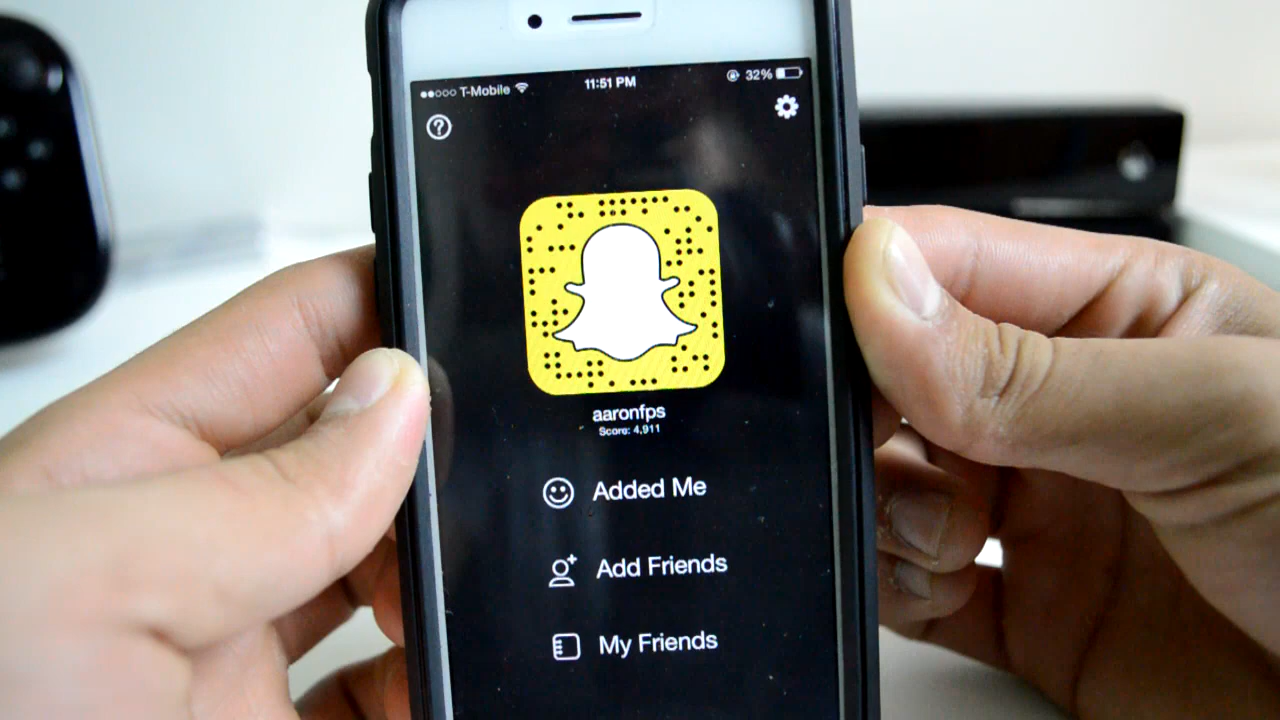 T-Mobile 11:51 PM 32%
?
aaronfps
Score: 4,911
Added Me
Add Friends
My Friends